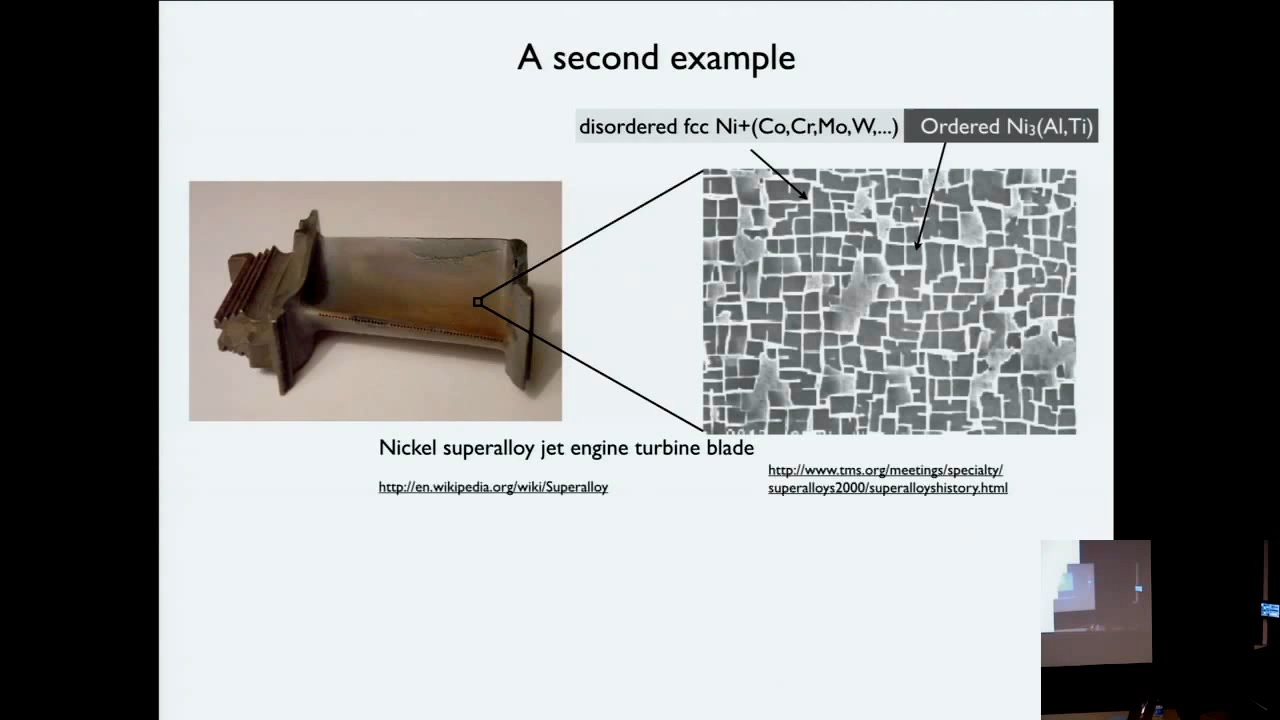 A second example
disordered fcc Ni+(Co,Cr,Mo,W,...)
Ordered Ni₃(Al,Ti)
Nickel superalloy jet engine turbine blade
http://en.wikipedia.org/wiki/Superalloy
http://www.tms.org/meetings/specialty/
superalloys2000/superalloyshistory.html